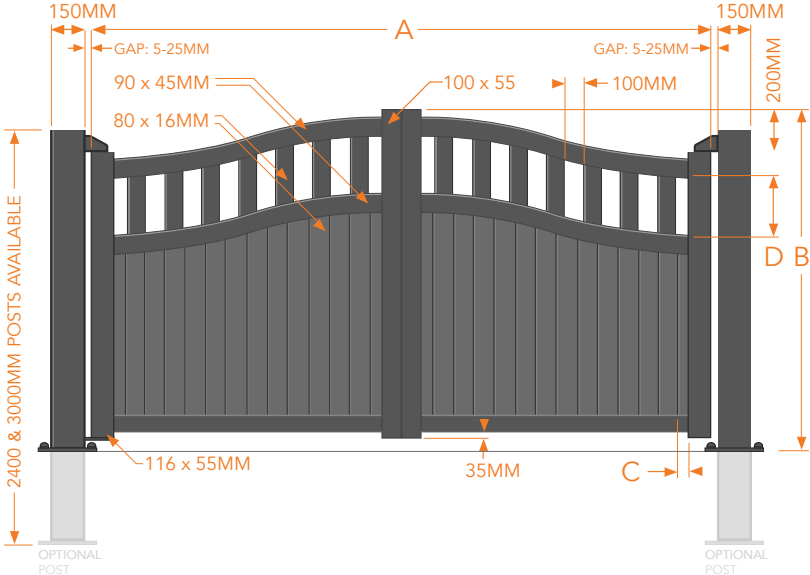 150MM
A
150MM
GAP: 5-25MM
GAP: 5-25MM
90 x 45MM
100 x 55
100MM
200MM
80 x 16MM
2400 & 3000MM POSTS AVAILABLE
D
B
116 x 55MM
35MM
C
OPTIONAL
POST
OPTIONAL
POST